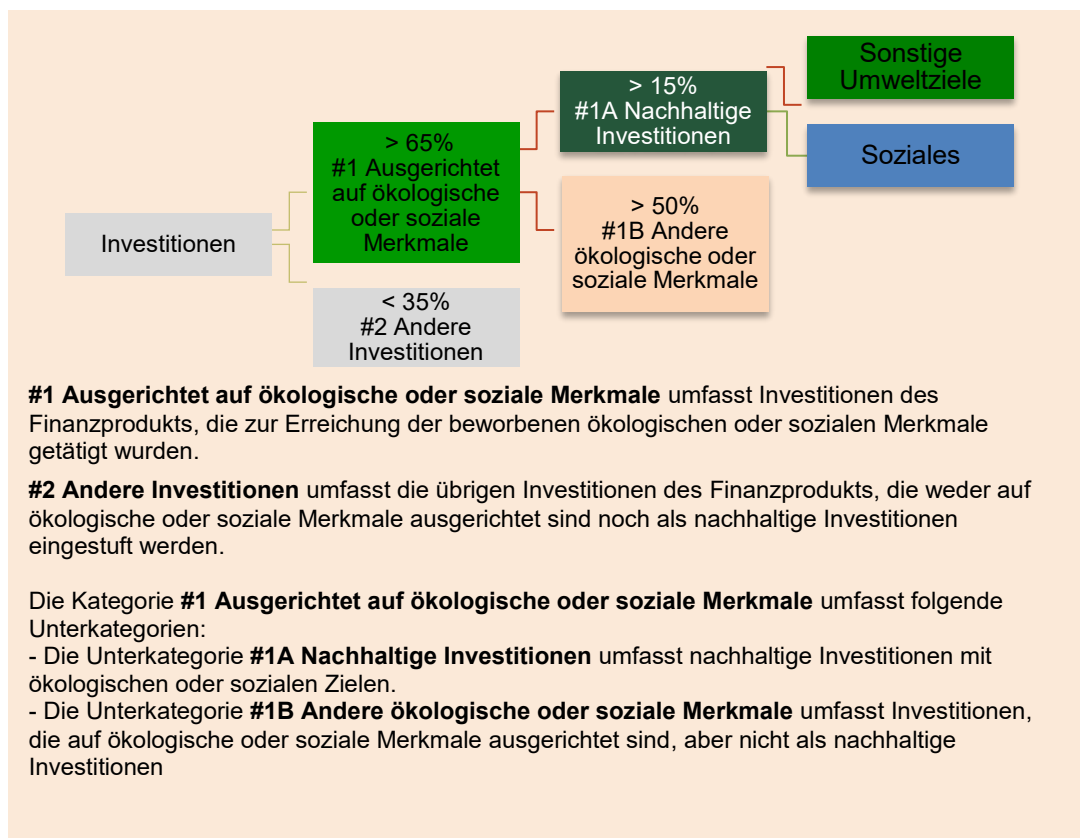 Investitionen
> 65%
#1 Ausgerichtet
auf ökologische
oder soziale
Merkmale
< 35%
#2 Andere
Investitionen
> 15%
#1A Nachhaltige
Investitionen
> 50%
#1B Andere
ökologische oder
soziale Merkmale
Sonstige
Umweltziele
Soziales
#1 Ausgerichtet auf ökologische oder soziale Merkmale umfasst Investitionen des
Finanzprodukts, die zur Erreichung der beworbenen ökologischen oder sozialen Merkmale
getätigt wurden.
#2 Andere Investitionen umfasst die übrigen Investitionen des Finanzprodukts, die weder auf
ökologische oder soziale Merkmale ausgerichtet sind noch als nachhaltige Investitionen
eingestuft werden.
Die Kategorie #1 Ausgerichtet auf ökologische oder soziale Merkmale umfasst folgende
Unterkategorien:
- Die Unterkategorie #1A Nachhaltige Investitionen umfasst nachhaltige Investitionen mit
ökologischen oder sozialen Zielen.
- Die Unterkategorie #1B Andere ökologische oder soziale Merkmale umfasst Investitionen,
die auf ökologische oder soziale Merkmale ausgerichtet sind, aber nicht als nachhaltige
Investitionen